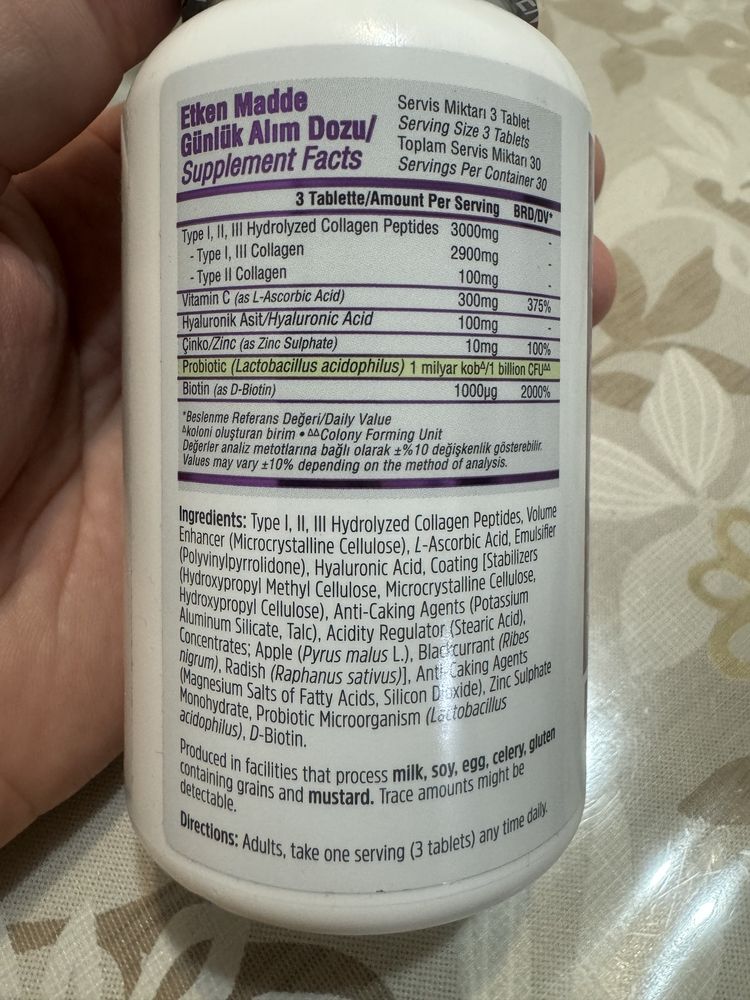 Etken Madde
Günlük Alım Dozu/
Supplement Facts
Servis Miktarı 3 Tablet
Serving Size 3 Tablets
Toplam Servis Miktarı 30
Servings Per Container 30
3 Tablette/Amount Per Serving BRD/DV*
Type I, II, III Hydrolyzed Collagen Peptides 3000mg -
- Type I, III Collagen 2900mg -
- Type II Collagen 100mg -
Vitamin C (as L-Ascorbic Acid) 300mg 375%
Hyaluronik Asit/Hyaluronic Acid 100mg -
Çinko/Zinc (as Zinc Sulphate) 10mg 100%
Probiotic (Lactobacillus acidophilus) 1 milyar kobᐞ/1 billion CFUᐞᐞ
Biotin (as D-Biotin) 1000µg 2000%
*Beslenme Referans Değeri/Daily Value
ᐞkoloni oluşturan birim • ᐞᐞColony Forming Unit
Değerler analiz metotlarına bağlı olarak ±%10 değişkenlik gösterebilir.
Values may vary ±10% depending on the method of analysis.
Ingredients: Type I, II, III Hydrolyzed Collagen Peptides, Volume
Enhancer (Microcrystalline Cellulose), L-Ascorbic Acid, Emulsifier
(Polyvinylpyrrolidone), Hyaluronic Acid, Coating [Stabilizers
(Hydroxypropyl Methyl Cellulose, Microcrystalline Cellulose,
Hydroxypropyl Cellulose), Anti-Caking Agents (Potassium
Aluminum Silicate, Talc), Acidity Regulator (Stearic Acid),
Concentrates; Apple (Pyrus malus L.), Blackcurrant (Ribes
nigrum), Radish (Raphanus sativus)], Anti-Caking Agents
(Magnesium Salts of Fatty Acids, Silicon Dioxide), Zinc Sulphate
Monohydrate, Probiotic Microorganism (Lactobacillus
acidophilus), D-Biotin.
Produced in facilities that process milk, soy, egg, celery, gluten
containing grains and mustard. Trace amounts might be
detectable.
Directions: Adults, take one serving (3 tablets) any time daily.